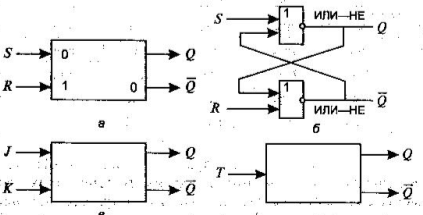 S 0 Q
R 1 0 Q̅
а
S 1 ИЛИ—НЕ Q
R 1 ИЛИ—НЕ Q̅
б
J Q
K Q̅
T Q
Q̅